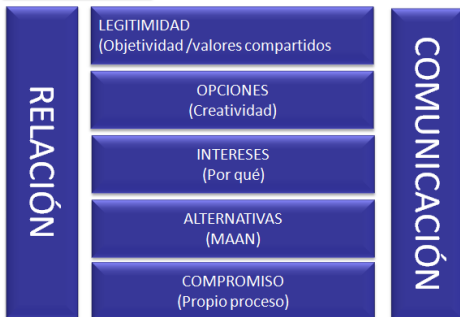 RELACIÓN
LEGITIMIDAD
(Objetividad /valores compartidos
OPCIONES
(Creatividad)
INTERESES
(Por qué)
ALTERNATIVAS
(MAAN)
COMPROMISO
(Propio proceso)
COMUNICACIÓN